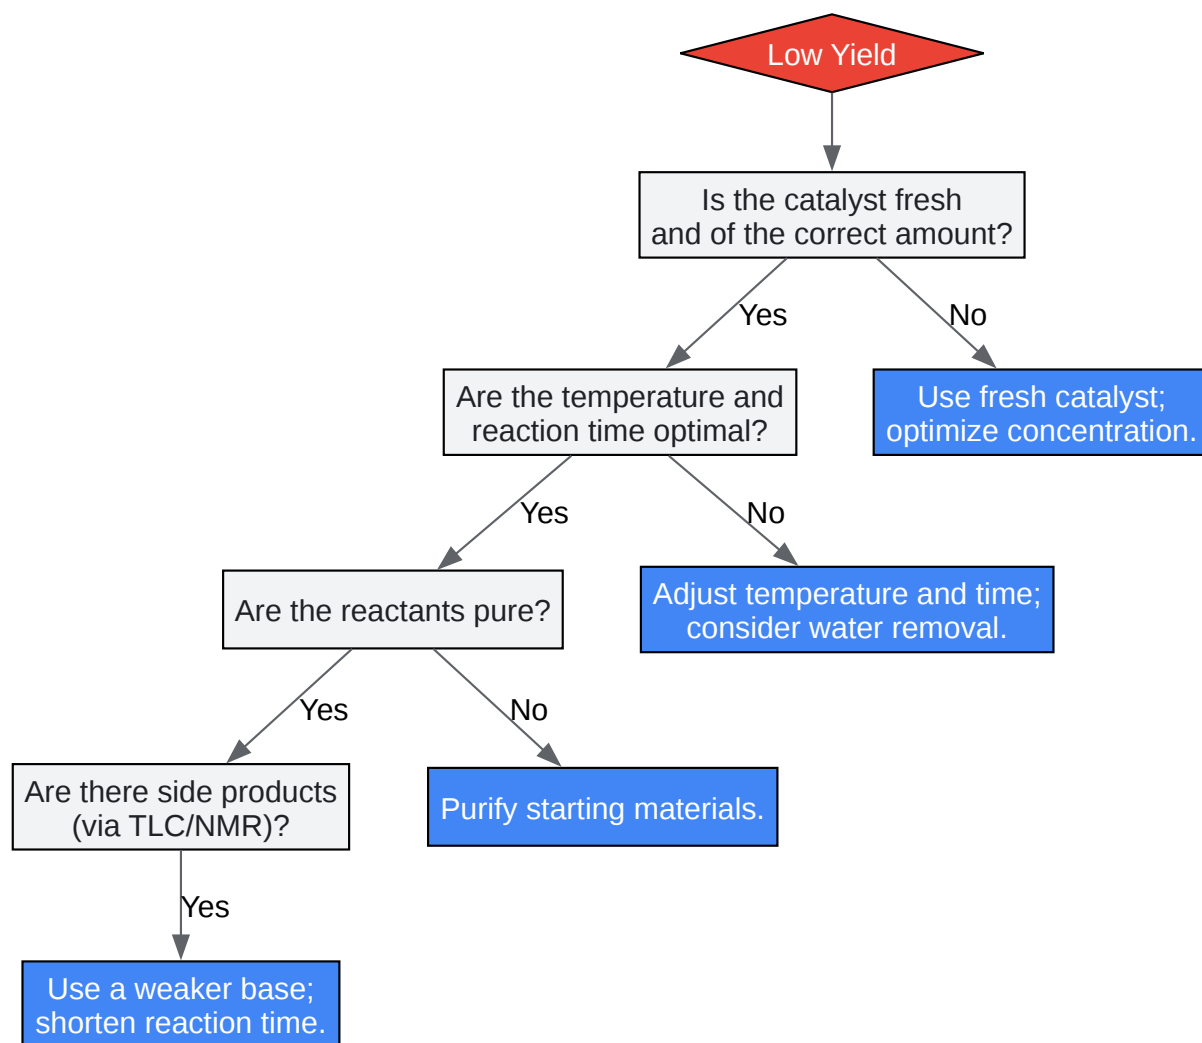 Low Yield
Is the catalyst fresh
and of the correct amount?
Yes
No
Are the temperature and
reaction time optimal?
Use fresh catalyst;
optimize concentration.
Yes
No
Are the reactants pure?
Adjust temperature and time;
consider water removal.
Yes
No
Are there side products
(via TLC/NMR)?
Purify starting materials.
Yes
Use a weaker base;
shorten reaction time.